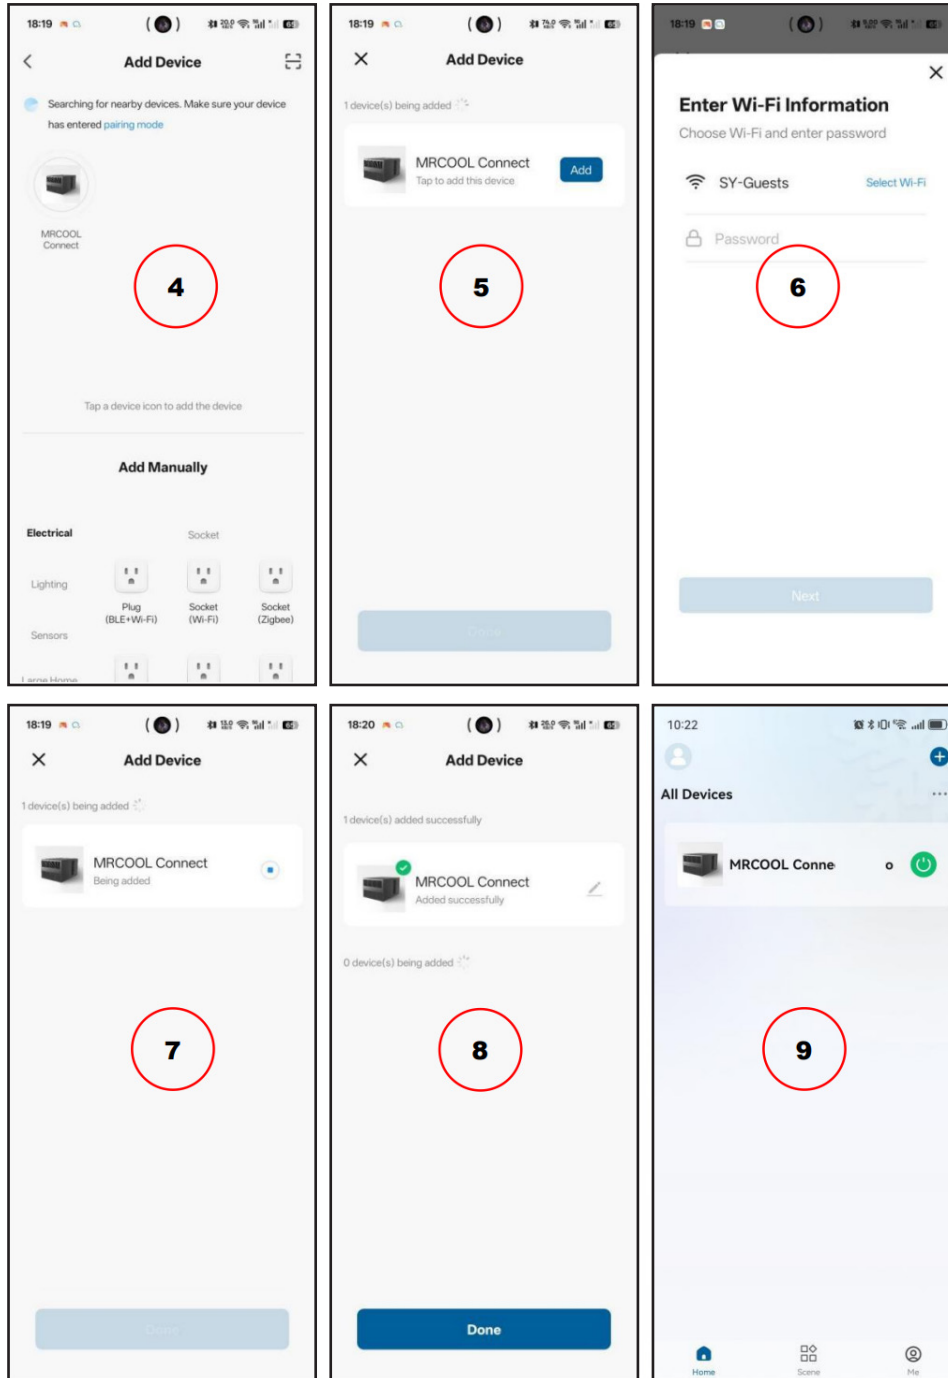 18:19
Add Device
Searching for nearby devices. Make sure your device
has entered pairing mode
MRCOOL
Connect
4
Tap a device icon to add the device
Add Manually
Electrical
Socket
Lighting
Plug
(BLE+Wi-Fi)
Socket
(Wi-Fi)
Socket
(Zigbee)
Sensors
Large Home
18:19
Add Device
1 device(s) being added
MRCOOL Connect
Tap to add this device
Add
5
Done
18:19
Enter Wi-Fi Information
Choose Wi-Fi and enter password
SY-Guests
Select Wi-Fi
Password
6
Next
18:19
Add Device
1 device(s) being added
MRCOOL Connect
Being added
7
Done
18:20
Add Device
1 device(s) added successfully
MRCOOL Connect
Added successfully
0 device(s) being added
8
Done
10:22
All Devices
MRCOOL Conne o
9
Home
Scene
Me